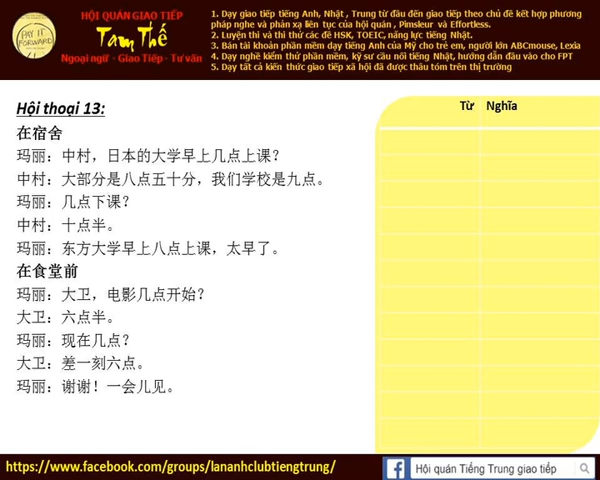 PAY IT
FORWARD
HỘI QUÁN GIAO TIẾP
Tam Thế
Ngoại ngữ - Giao Tiếp - Tư vấn
1. Dạy giao tiếp tiếng Anh, Nhật , Trung từ đầu đến giao tiếp theo chủ đề kết hợp phương
pháp nghe và phản xạ liên tục của hội quán , Pimsleur và Effortless.
2. Luyện thi và thi thử các đề HSK, TOEIC, năng lực tiếng Nhật.
3. Bán tài khoản phần mềm dạy tiếng Anh của Mỹ cho trẻ em, người lớn ABCmouse, Lexia
4. Dạy nghề kiểm thử phần mềm, kỹ sư cầu nối tiếng Nhật, hướng dẫn đầu vào cho FPT
5. Dạy tất cả kiến thức giao tiếp xã hội đã được thâu tóm trên thị trường
Hội thoại 13:
在宿舍
玛丽：中村，日本的大学早上几点上课？
中村：大部分是八点五十分，我们学校是九点。
玛丽：几点下课？
中村：十点半。
玛丽：东方大学早上八点上课，太早了。
在食堂前
玛丽：大卫，电影几点开始？
大卫：六点半。
玛丽：现在几点？
大卫：差一刻六点。
玛丽：谢谢！一会儿见。
Từ Nghĩa
https://www.facebook.com/groups/lananhclubtiengtrung/
Hội quán Tiếng Trung giao tiếp